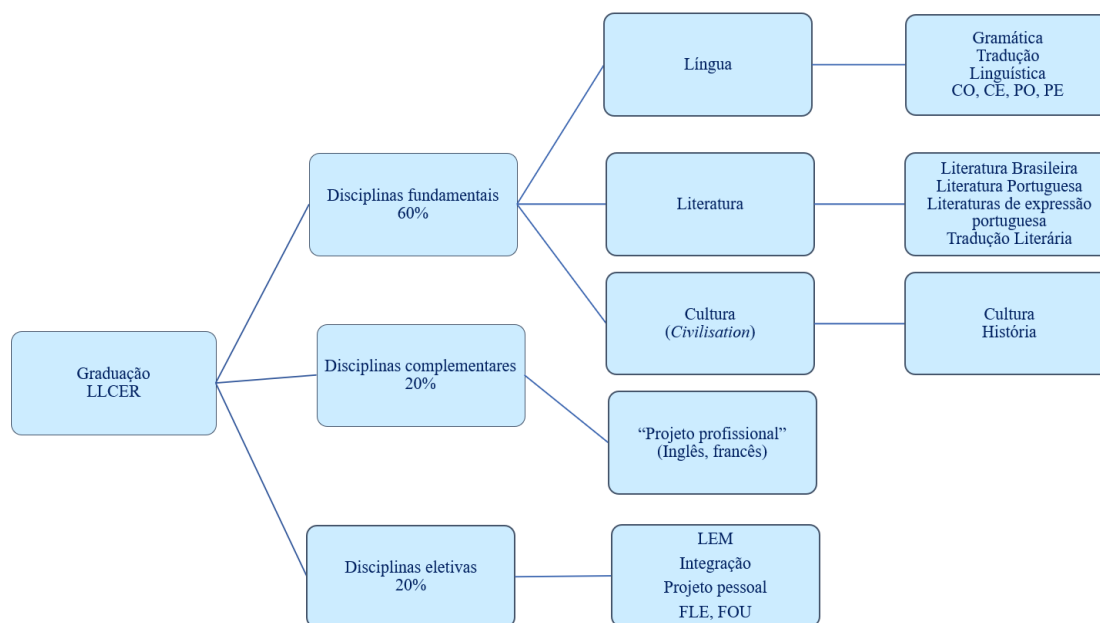 Graduação
LLCER
Disciplinas fundamentais
60%
Língua
Gramática
Tradução
Linguística
CO, CE, PO, PE
Literatura
Literatura Brasileira
Literatura Portuguesa
Literaturas de expressão
portuguesa
Tradução Literária
Cultura
(Civilisation)
Cultura
História
Disciplinas complementares
20%
“Projeto profissional”
(Inglês, francês)
Disciplinas eletivas
20%
LEM
Integração
Projeto pessoal
FLE, FOU